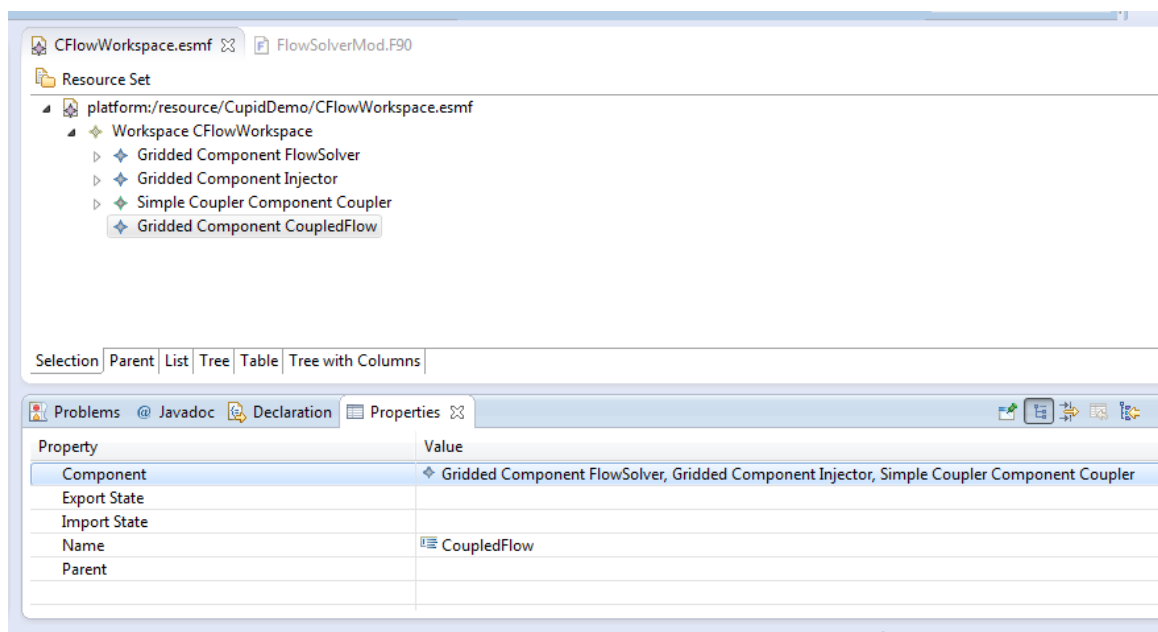 CFlowWorkspace.esmf FlowSolverMod.F90
Resource Set
platform:/resource/CupidDemo/CFlowWorkspace.esmf
Workspace CFlowWorkspace
Gridded Component FlowSolver
Gridded Component Injector
Simple Coupler Component Coupler
Gridded Component CoupledFlow
Selection Parent List Tree Table Tree with Columns
Problems @ Javadoc Declaration Properties
Property Value
Component Gridded Component FlowSolver, Gridded Component Injector, Simple Coupler Component Coupler
Export State
Import State
Name CoupledFlow
Parent